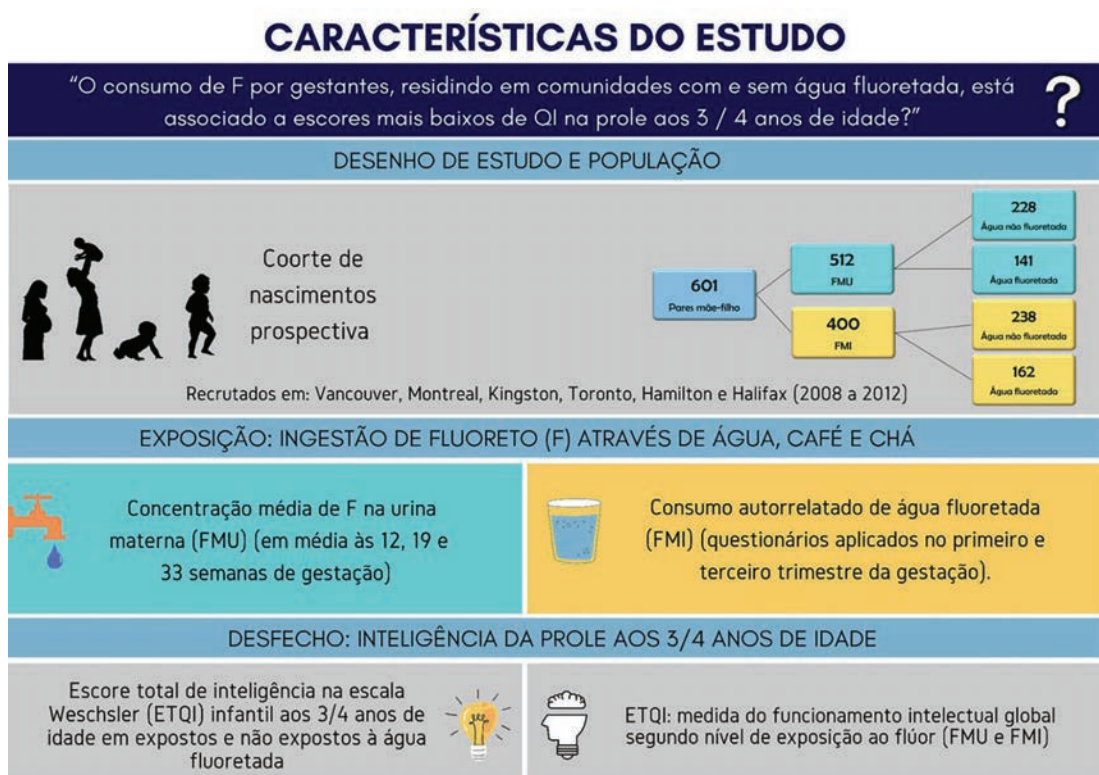 CARACTERÍSTICAS DO ESTUDO
“O consumo de F por gestantes, residindo em comunidades com e sem água fluoretada, está
associado a escores mais baixos de QI na prole aos 3 / 4 anos de idade?”
?
DESENHO DE ESTUDO E POPULAÇÃO
Coorte de
nascimentos
prospectiva
601
Pares mãe-filho
512
FMU
400
FMI
228
Água não fluoretada
141
Água fluoretada
238
Água não fluoretada
162
Água fluoretada
Recrutados em: Vancouver, Montreal, Kingston, Toronto, Hamilton e Halifax (2008 a 2012)
EXPOSIÇÃO: INGESTÃO DE FLUORETO (F) ATRAVÉS DE ÁGUA, CAFÉ E CHÁ
Concentração média de F na urina
materna (FMU) (em média às 12, 19 e
33 semanas de gestação)
Consumo autorrelatado de água fluoretada
(FMI) (questionários aplicados no primeiro e
terceiro trimestre da gestação).
DESFECHO: INTELIGÊNCIA DA PROLE AOS 3/4 ANOS DE IDADE
Escore total de inteligência na escala
Weschsler (ETQI) infantil aos 3/4 anos de
idade em expostos e não expostos à água
fluoretada
ETQI: medida do funcionamento intelectual global
segundo nível de exposição ao flúor (FMU e FMI)